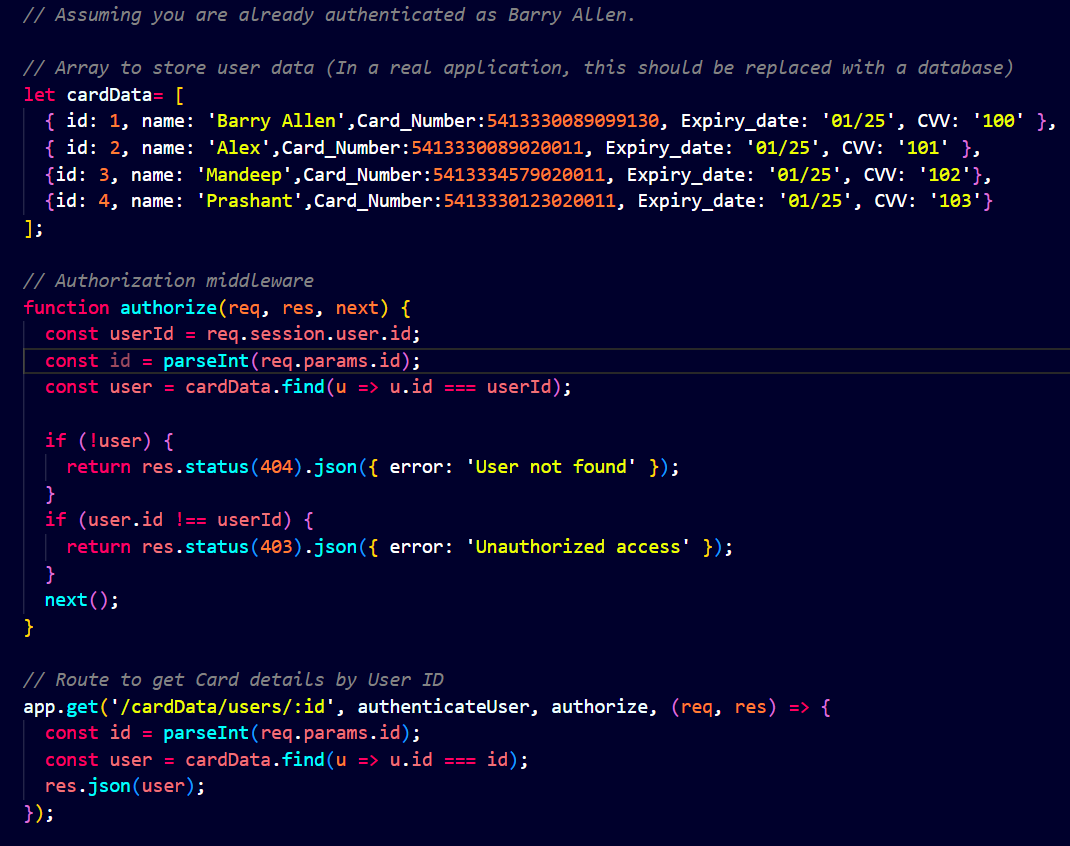 // Assuming you are already authenticated as Barry Allen.
// Array to store user data (In a real application, this should be replaced with a database)
let cardData= [
{ id: 1, name: 'Barry Allen',Card_Number:5413330089099130, Expiry_date: '01/25', CVV: '100' },
{ id: 2, name: 'Alex',Card_Number:5413330089020011, Expiry_date: '01/25', CVV: '101' },
{id: 3, name: 'Mandeep',Card_Number:5413334579020011, Expiry_date: '01/25', CVV: '102'},
{id: 4, name: 'Prashant',Card_Number:5413330123020011, Expiry_date: '01/25', CVV: '103'}
];
// Authorization middleware
function authorize(req, res, next) {
const userId = req.session.user.id;
const id = parseInt(req.params.id);
const user = cardData.find(u => u.id === userId);
if (!user) {
return res.status(404).json({ error: 'User not found' });
}
if (user.id !== userId) {
return res.status(403).json({ error: 'Unauthorized access' });
}
next();
}
// Route to get Card details by User ID
app.get('/cardData/users/:id', authenticateUser, authorize, (req, res) => {
const id = parseInt(req.params.id);
const user = cardData.find(u => u.id === id);
res.json(user);
});